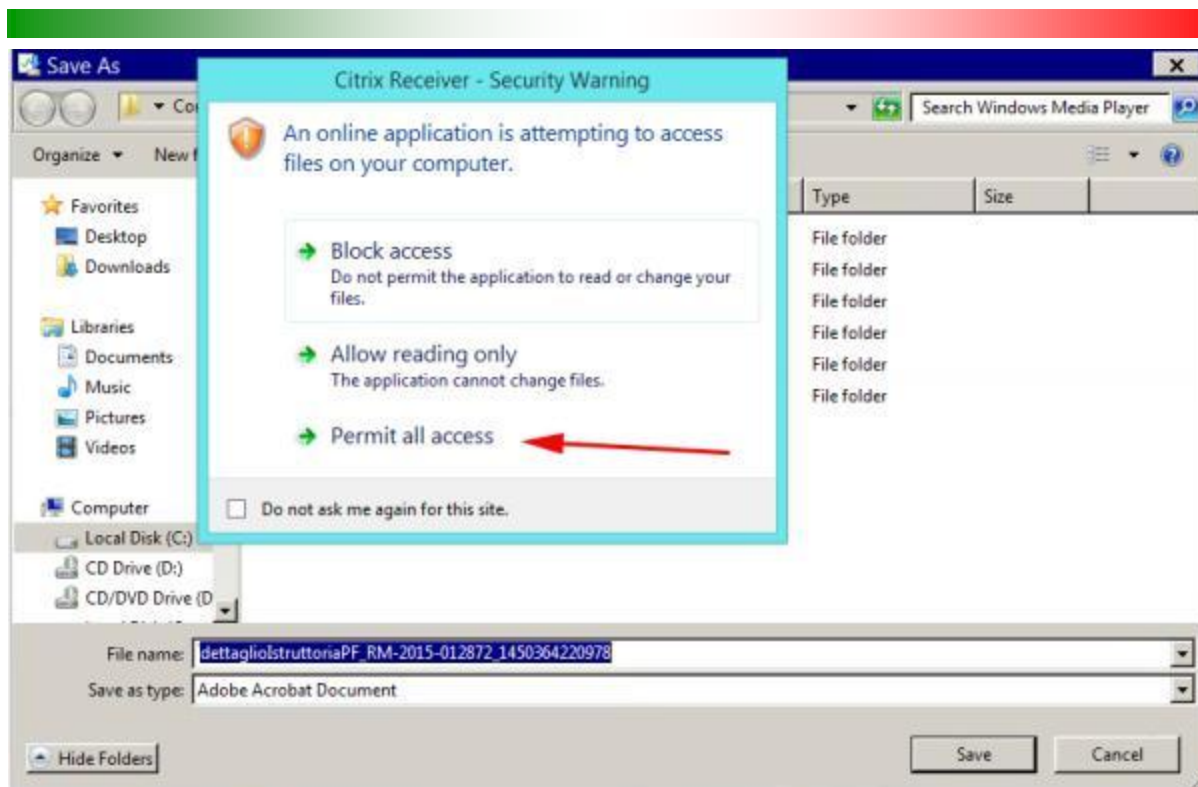 Save As
Citrix Receiver - Security Warning
Search Windows Media Player
An online application is attempting to access
files on your computer.
Organize
New
Type
Size
Favorites
Desktop
Downloads
File folder
File folder
File folder
File folder
File folder
File folder
Block access
Do not permit the application to read or change your
files.
Libraries
Documents
Music
Pictures
Videos
Allow reading only
The application cannot change files.
Permit all access
Computer
Local Disk (C:)
CD Drive (D:)
CD/DVD Drive (D
Do not ask me again for this site.
File name: dettaglioIstruttoriaPF_RM-2015-012872_1450364220978
Save as type: Adobe Acrobat Document
Hide Folders
Save
Cancel